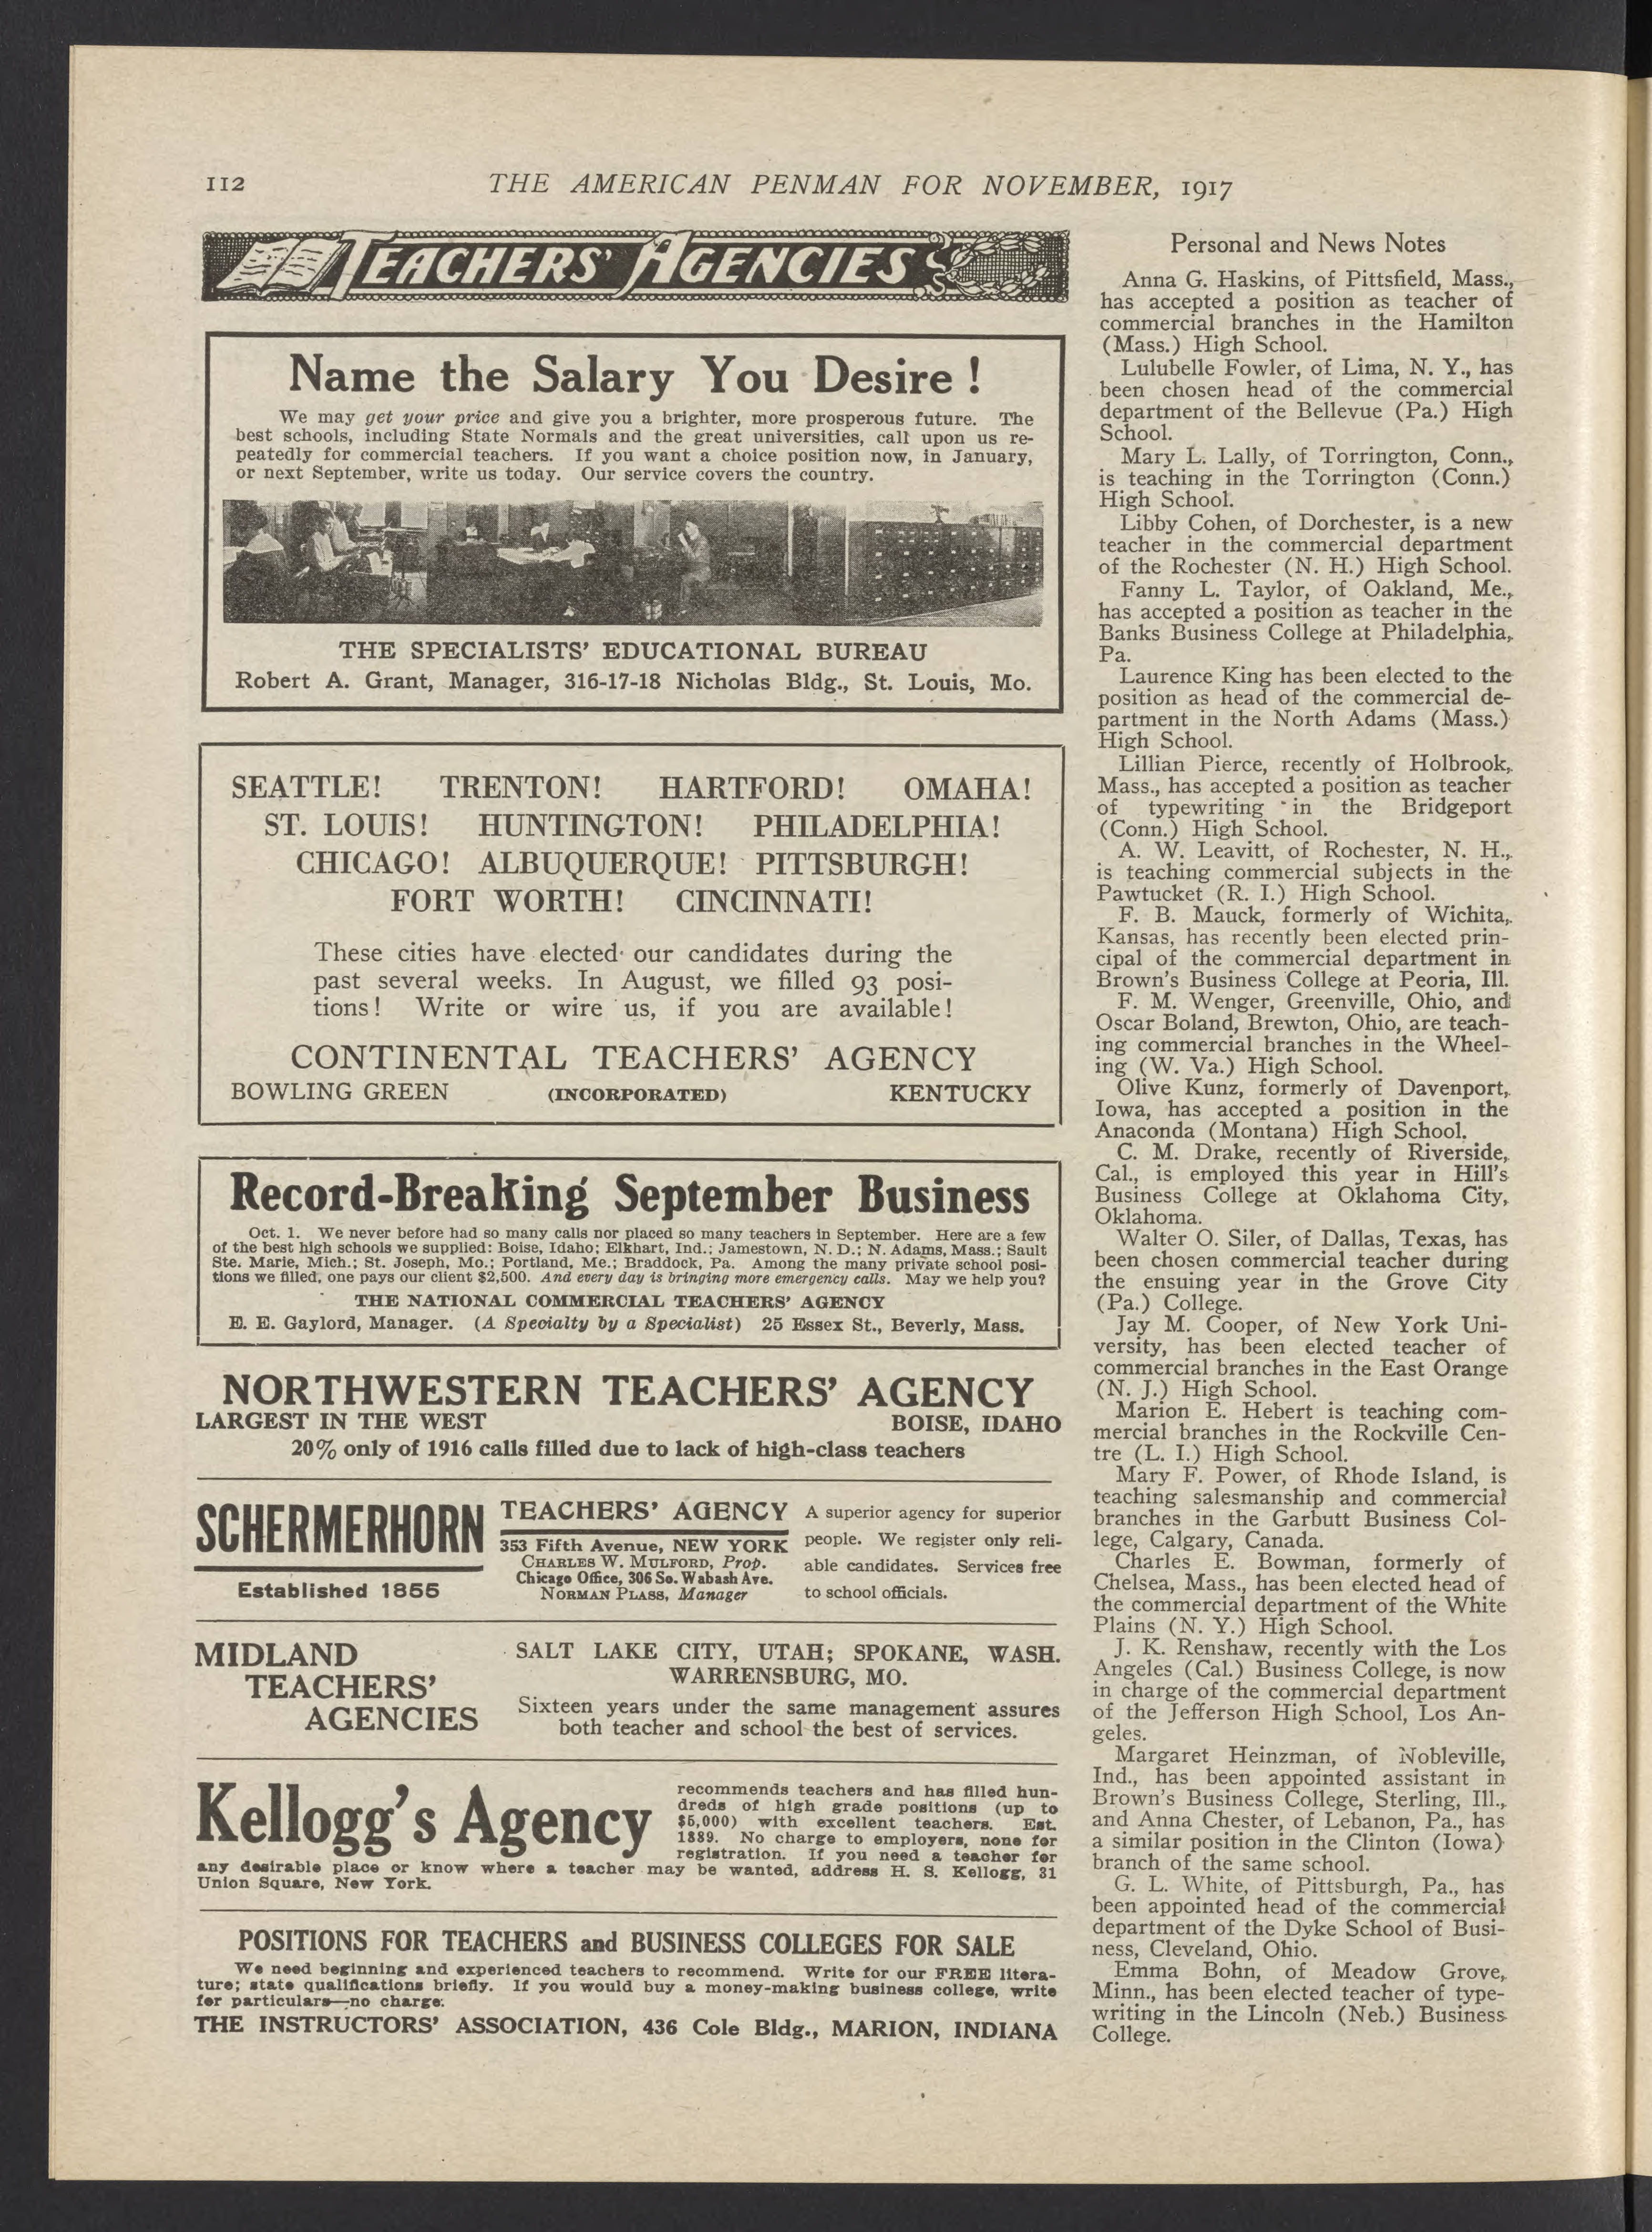 112
THE AMERICAN PENMAN FOR NOVEMBER, 1917
TEACHERS' AGENCIES
Name the Salary You Desire !
We may get your price and give you a brighter, more prosperous future. The
best schools, including State Normals and the great universities, call upon us re-
peatedly for commercial teachers. If you want a choice position now, in January,
or next September, write us today. Our service covers the country.
THE SPECIALISTS' EDUCATIONAL BUREAU
Robert A. Grant, Manager, 316-17-18 Nicholas Bldg., St. Louis, Mo.
SEATTLE! TRENTON! HARTFORD! OMAHA!
ST. LOUIS! HUNTINGTON! PHILADELPHIA!
CHICAGO! ALBUQUERQUE! PITTSBURGH!
FORT WORTH! CINCINNATI!
These cities have elected our candidates during the
past several weeks. In August, we filled 93 posi-
tions! Write or wire us, if you are available!
CONTINENTAL TEACHERS' AGENCY
BOWLING GREEN (INCORPORATED) KENTUCKY
Record-Breaking September Business
Oct. 1. We never before had so many calls nor placed so many teachers in September. Here are a few
of the best high schools we supplied: Boise, Idaho; Elkhart, Ind.; Jamestown, N. D.; N. Adams, Mass.; Sault
Ste. Marie, Mich.; St. Joseph, Mo.; Portland, Me.; Braddock, Pa. Among the many private school posi-
tions we filled, one pays our client $2,500. And every day is bringing more emergency calls. May we help you?
THE NATIONAL COMMERCIAL TEACHERS' AGENCY
E. E. Gaylord, Manager. (A Specialty by a Specialist) 25 Essex St., Beverly, Mass.
NORTHWESTERN TEACHERS' AGENCY
LARGEST IN THE WEST BOISE, IDAHO
20% only of 1916 calls filled due to lack of high-class teachers
SCHERMERHORN
Established 1855
TEACHERS' AGENCY
353 Fifth Avenue, NEW YORK
CHARLES W. MULFORD, Prop.
Chicago Office, 306 So. Wabash Ave.
NORMAN PLASS, Manager
A superior agency for superior
people. We register only reli-
able candidates. Services free
to school officials.
MIDLAND
TEACHERS'
AGENCIES
SALT LAKE CITY, UTAH; SPOKANE, WASH.
WARRENSBURG, MO.
Sixteen years under the same management assures
both teacher and school the best of services.
Kellogg's Agency
recommends teachers and has filled hun-
dreds of high grade positions (up to
$5,000) with excellent teachers. Est.
1889. No charge to employers, none for
registration. If you need a teacher for
any desirable place or know where a teacher may be wanted, address H. S. Kellogg, 31
Union Square, New York.
POSITIONS FOR TEACHERS and BUSINESS COLLEGES FOR SALE
We need beginning and experienced teachers to recommend. Write for our FREE litera-
ture; state qualifications briefly. If you would buy a money-making business college, write
for particulars—no charge.
THE INSTRUCTORS' ASSOCIATION, 436 Cole Bldg., MARION, INDIANA
Personal and News Notes
Anna G. Haskins, of Pittsfield, Mass.,
has accepted a position as teacher of
commercial branches in the Hamilton
(Mass.) High School.
Lulubelle Fowler, of Lima, N. Y., has
been chosen head of the commercial
department of the Bellevue (Pa.) High
School.
Mary L. Lally, of Torrington, Conn.,
is teaching in the Torrington (Conn.)
High School.
Libby Cohen, of Dorchester, is a new
teacher in the commercial department
of the Rochester (N. H.) High School.
Fanny L. Taylor, of Oakland, Me.,
has accepted a position as teacher in the
Banks Business College at Philadelphia,
Pa.
Laurence King has been elected to the
position as head of the commercial de-
partment in the North Adams (Mass.)
High School.
Lillian Pierce, recently of Holbrook,
Mass., has accepted a position as teacher
of typewriting in the Bridgeport
(Conn.) High School.
A. W. Leavitt, of Rochester, N. H.,
is teaching commercial subjects in the
Pawtucket (R. I.) High School.
F. B. Mauck, formerly of Wichita,
Kansas, has recently been elected prin-
cipal of the commercial department in
Brown's Business College at Peoria, Ill.
F. M. Wenger, Greenville, Ohio, and
Oscar Boland, Brewton, Ohio, are teach-
ing commercial branches in the Wheel-
ing (W. Va.) High School.
Olive Kunz, formerly of Davenport,
Iowa, has accepted a position in the
Anaconda (Montana) High School.
C. M. Drake, recently of Riverside,
Cal., is employed this year in Hill's
Business College at Oklahoma City,
Oklahoma.
Walter O. Siler, of Dallas, Texas, has
been chosen commercial teacher during
the ensuing year in the Grove City
(Pa.) College.
Jay M. Cooper, of New York Uni-
versity, has been elected teacher of
commercial branches in the East Orange
(N. J.) High School.
Marion E. Hebert is teaching com-
mercial branches in the Rockville Cen-
tre (L. I.) High School.
Mary F. Power, of Rhode Island, is
teaching salesmanship and commercial
branches in the Garbutt Business Col-
lege, Calgary, Canada.
Charles E. Bowman, formerly of
Chelsea, Mass., has been elected head of
the commercial department of the White
Plains (N. Y.) High School.
J. K. Renshaw, recently with the Los
Angeles (Cal.) Business College, is now
in charge of the commercial department
of the Jefferson High School, Los An-
geles.
Margaret Heinzman, of Nobleville,
Ind., has been appointed assistant in
Brown's Business College, Sterling, Ill.,
and Anna Chester, of Lebanon, Pa., has
a similar position in the Clinton (Iowa)
branch of the same school.
G. L. White, of Pittsburgh, Pa., has
been appointed head of the commercial
department of the Dyke School of Busi-
ness, Cleveland, Ohio.
Emma Bohn, of Meadow Grove,
Minn., has been elected teacher of type-
writing in the Lincoln (Neb.) Business
College.